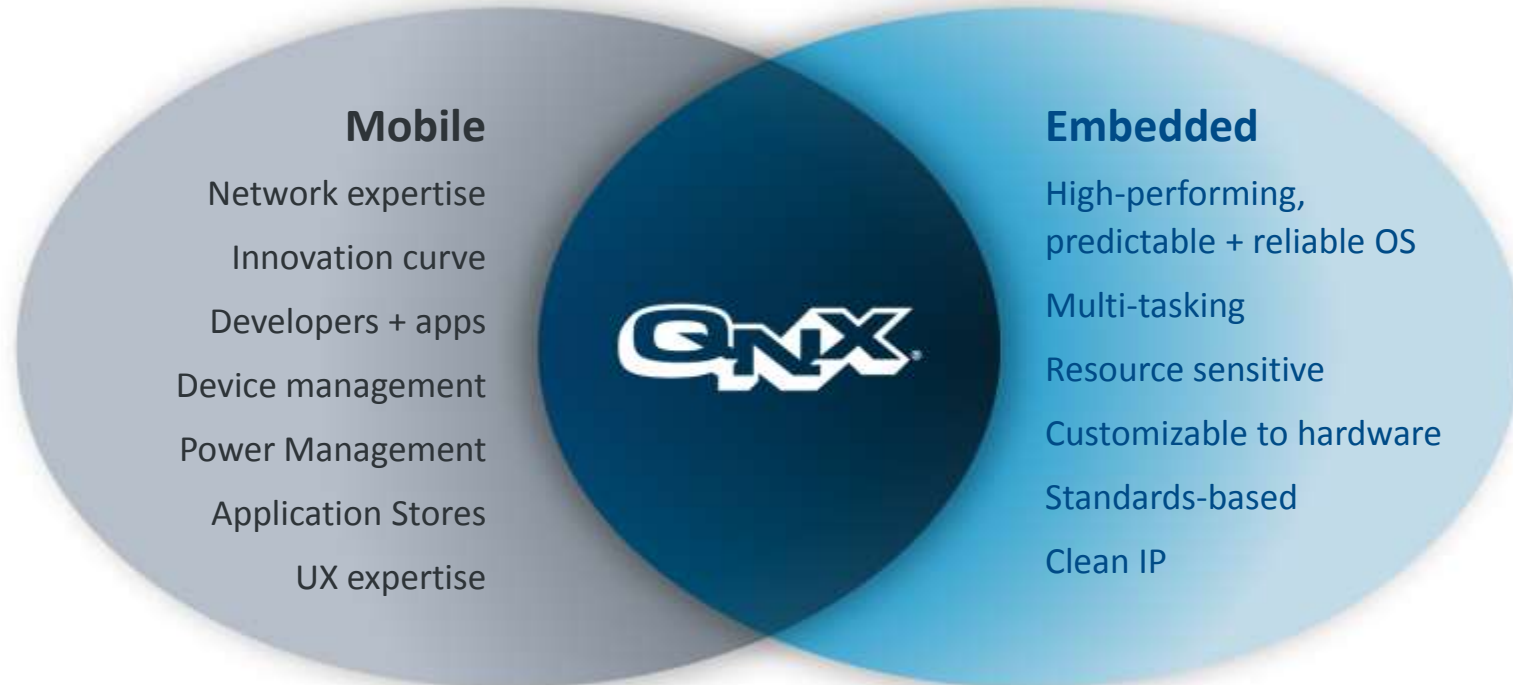 Mobile
Network expertise
Innovation curve
Developers + apps
Device management
Power Management
Application Stores
UX expertise
QNX®
Embedded
High-performing,
predictable + reliable OS
Multi-tasking
Resource sensitive
Customizable to hardware
Standards-based
Clean IP